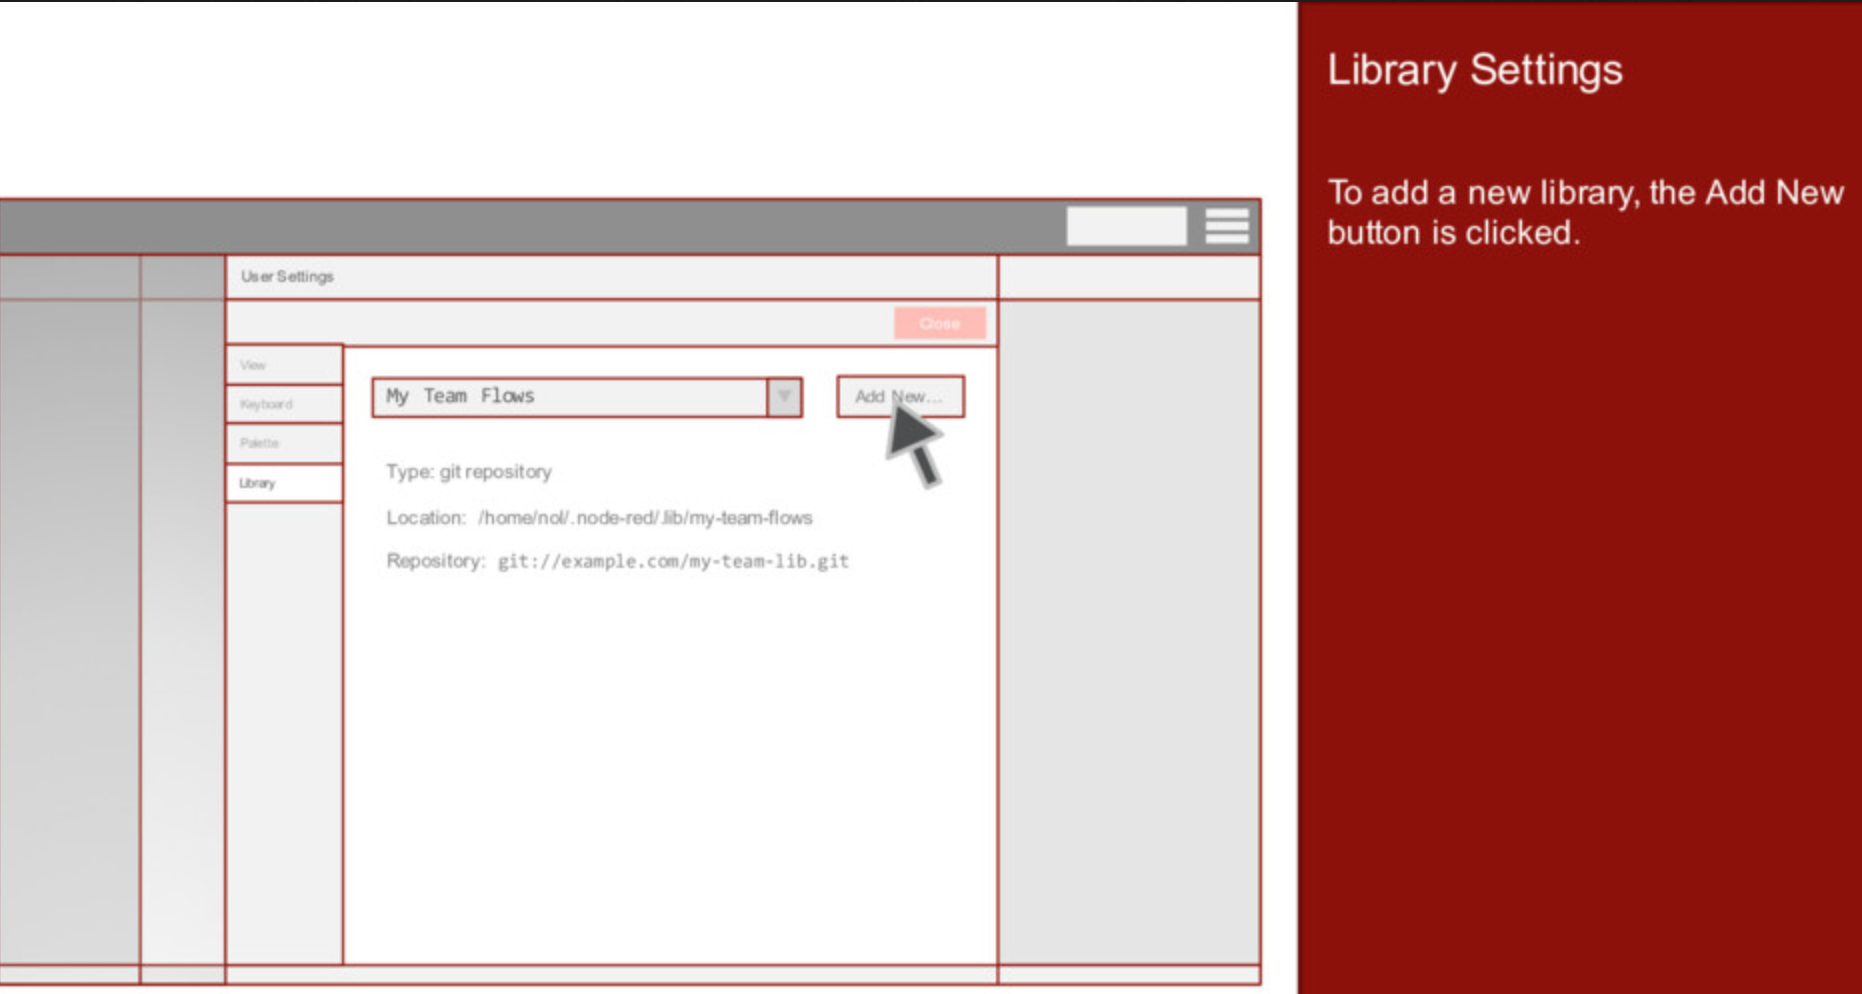 Library Settings
To add a new library, the Add New
button is clicked.
User Settings
Close
View
Keyboard
Palette
Library
My Team Flows
Add New...
Type: git repository
Location: /home/nol/.node-red/.lib/my-team-flows
Repository: git://example.com/my-team-lib.git